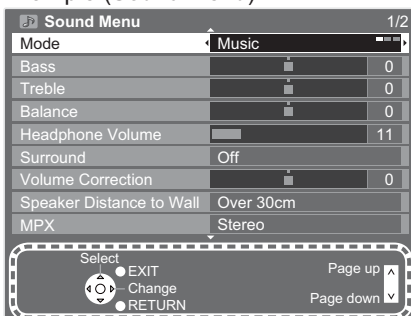 Sound Menu 1/2
Mode Music
Bass 0
Treble 0
Balance 0
Headphone Volume 11
Surround Off
Volume Correction 0
Speaker Distance to Wall Over 30cm
MPX Stereo
Select
EXIT
Change
RETURN
Page up
Page down